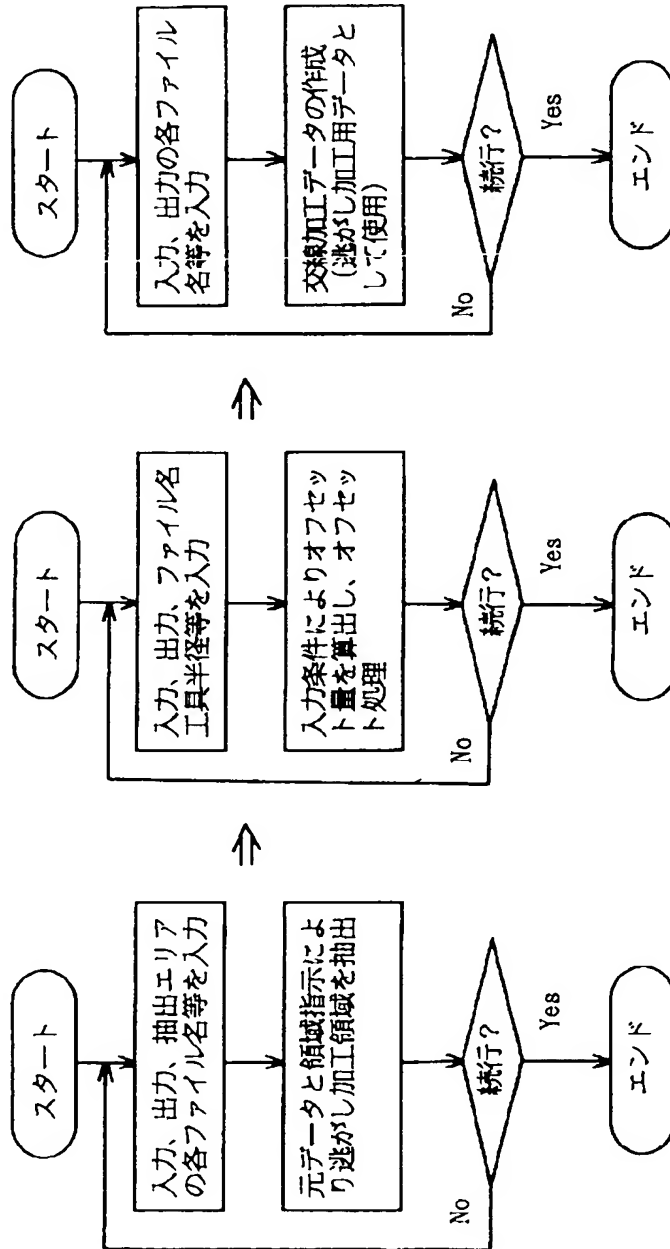 スタート
入力、出力、抽出エリア
の各ファイル名等を入力
元データと領域指示によ
り逃がし加工領域を抽出
続行?
No
Yes
エンド
⇒
スタート
入力、出力、ファイル名
工具半径等を入力
入力条件によりオフセッ
ト量を算出し、オフセッ
ト処理
続行?
No
Yes
エンド
⇒
スタート
入力、出力の各ファイル
名等を入力
交線加工データの作成
(逃がし加工用データと
して使用)
続行?
No
Yes
エンド